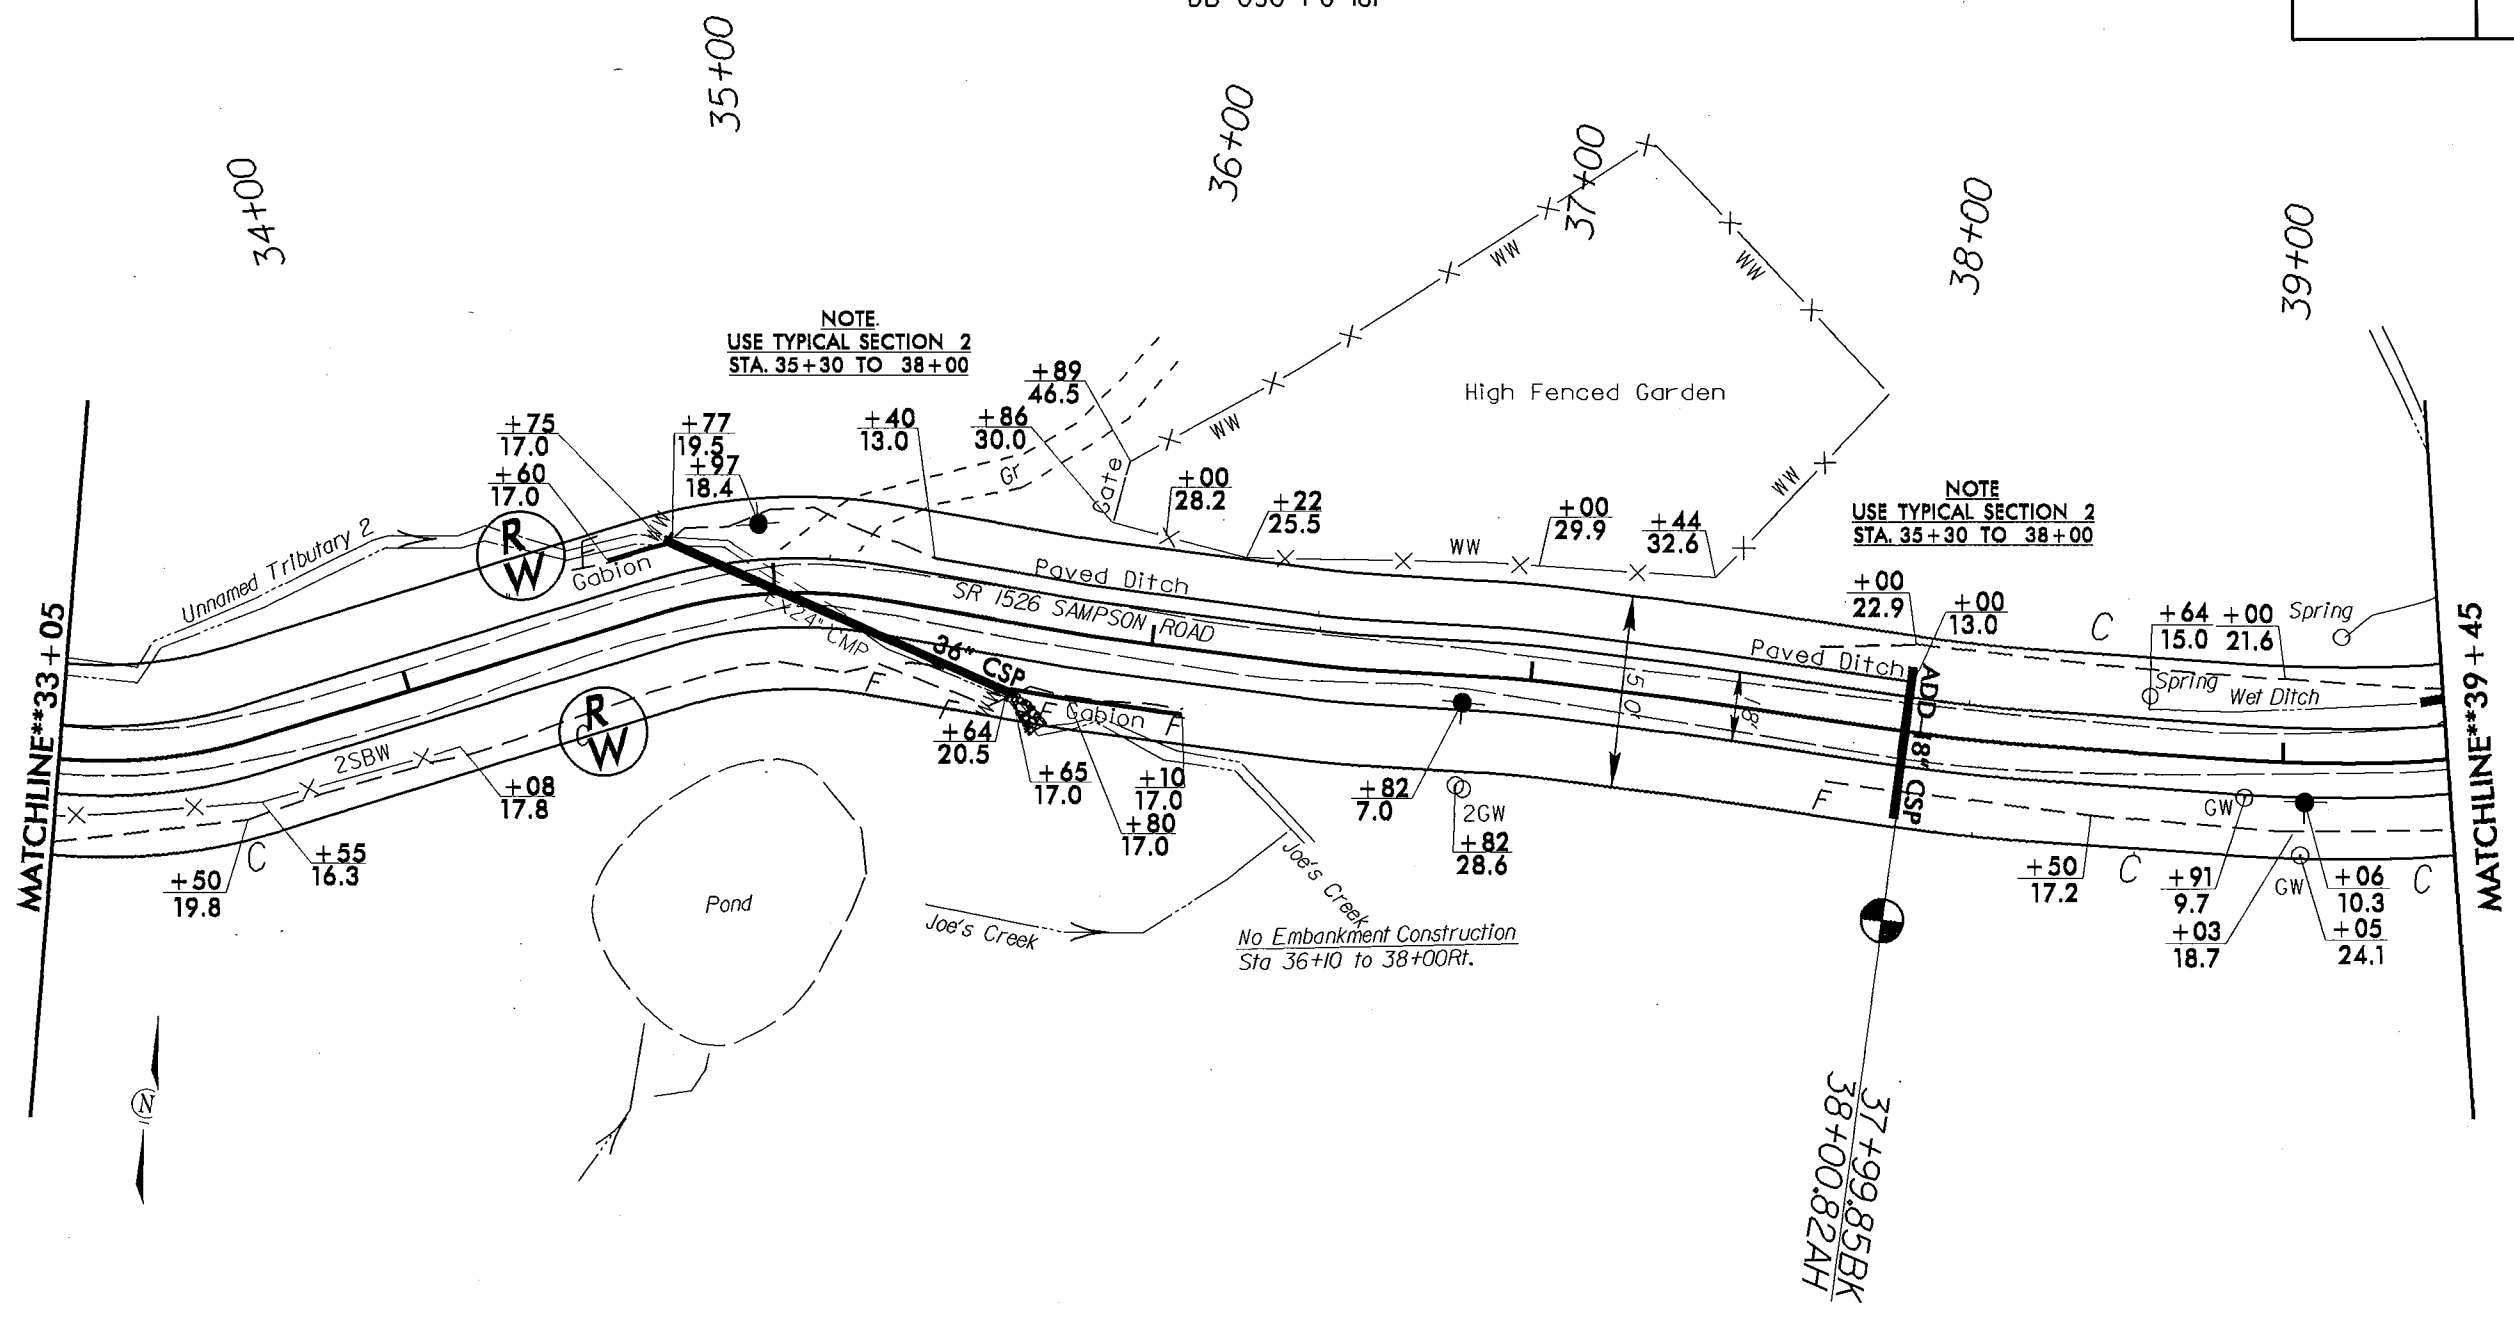 35+00
36+00
37+00
34+00
38+00
39+00
NOTE.
USE TYPICAL SECTION 2
STA. 35+30 TO 38+00
+89
46.5
+86
30.0
High Fenced Garden
WW
WW
WW
WW
WW
+75
17.0
+77
19.5
+40
13.0
+60
17.0
+97
18.4
Gr
Gate
+00
28.2
+22
25.5
+00
29.9
+44
32.6
NOTE
USE TYPICAL SECTION 2
STA. 35+30 TO 38+00
Unnamed Tributary 2
R
W
F
Gabion
WW
Paved Ditch
SR 1526 SAMPSON ROAD
EX 24" CMP
36" CSP
+00
22.9
+00
13.0
C
+64
15.0
+00
21.6
Spring
Spring
Wet Ditch
Paved Ditch
ADD 18" CSP
MATCHLINE**33+05
MATCHLINE**39+45
R
W
C
F
F
F
Gabion
F
50'
18'
2SBW
+08
17.8
+64
20.5
+65
17.0
+10
17.0
+80
17.0
+82
7.0
2GW
+82
28.6
F
GW
GW
C
+55
16.3
+50
19.8
Pond
Joe's Creek
Joe's Creek
No Embankment Construction
Sta 36+10 to 38+00Rt.
+50
17.2
C
+91
9.7
+03
18.7
+06
10.3
+05
24.1
C
N
37+99.85BK
38+00.82AH